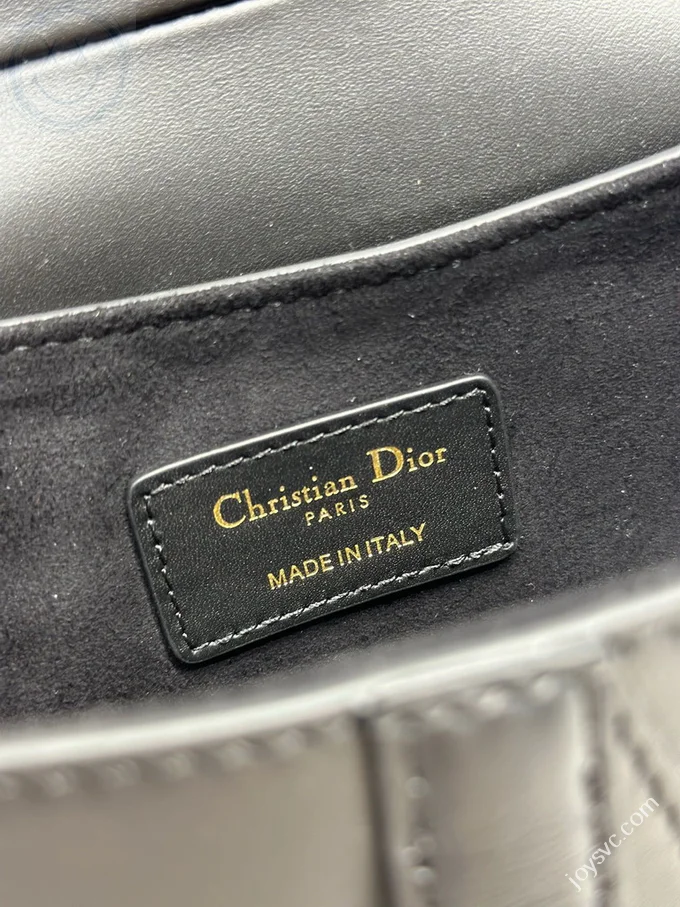 Christian Dior
PARIS
MADE IN ITALY
joysvc.com